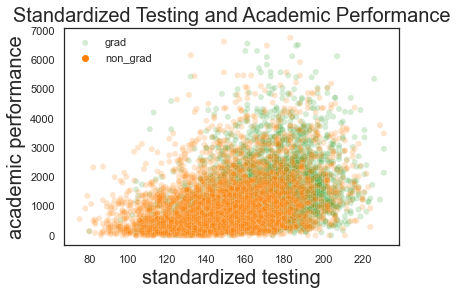 Standardized Testing and Academic Performance
7000
6000
5000
4000
3000
2000
1000
0
academic performance
grad
non_grad
80 100 120 140 160 180 200 220
standardized testing